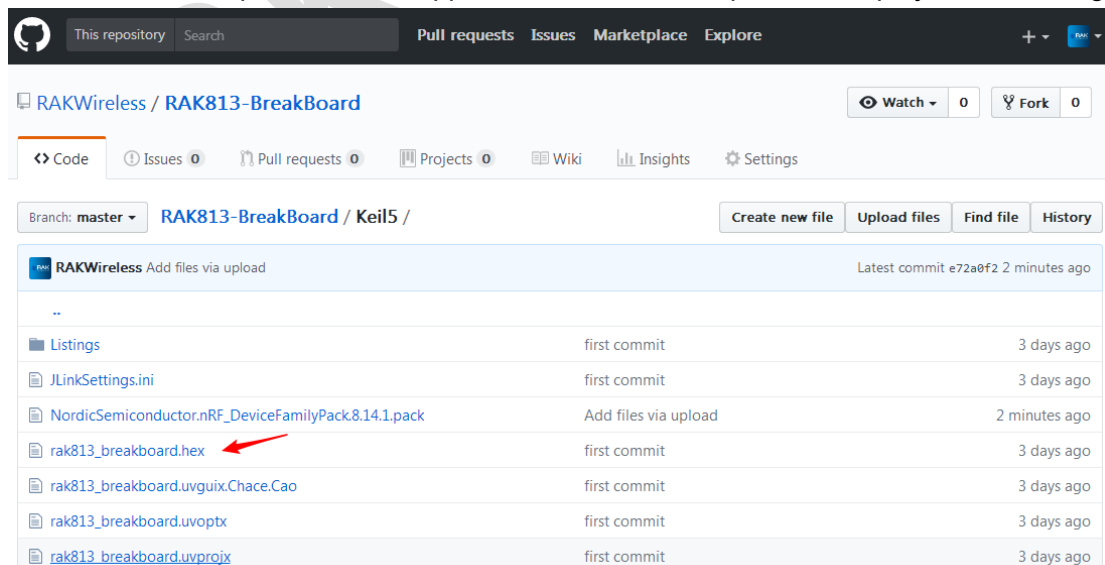 This repository Search Pull requests Issues Marketplace Explore
RAKWireless / RAK813-BreakBoard Watch 0 Fork 0
Code Issues 0 Pull requests 0 Projects 0 Wiki Insights Settings
Branch: master RAK813-BreakBoard / Keil5 / Create new file Upload files Find file History
RAK RAKWireless Add files via upload Latest commit e72a0f2 2 minutes ago
..
Listings first commit 3 days ago
JLinkSettings.ini first commit 3 days ago
NordicSemiconductor.nRF_DeviceFamilyPack.8.14.1.pack Add files via upload 2 minutes ago
rak813_breakboard.hex first commit 3 days ago
rak813_breakboard.uvguix.Chace.Cao first commit 3 days ago
rak813_breakboard.uvoptx first commit 3 days ago
rak813_breakboard.uvprojx first commit 3 days ago